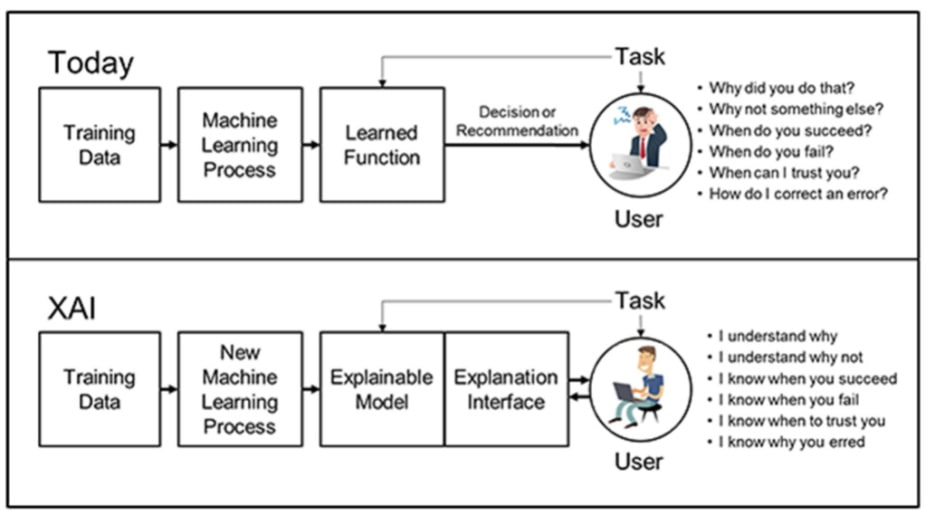 Today
Task
Training
Data
Machine
Learning
Process
Learned
Function
Decision or
Recommendation
• Why did you do that?
• Why not something else?
• When do you succeed?
• When do you fail?
• When can I trust you?
• How do I correct an error?
User
XAI
Task
Training
Data
New
Machine
Learning
Process
Explainable
Model
Explanation
Interface
• I understand why
• I understand why not
• I know when you succeed
• I know when you fail
• I know when to trust you
• I know why you erred
User